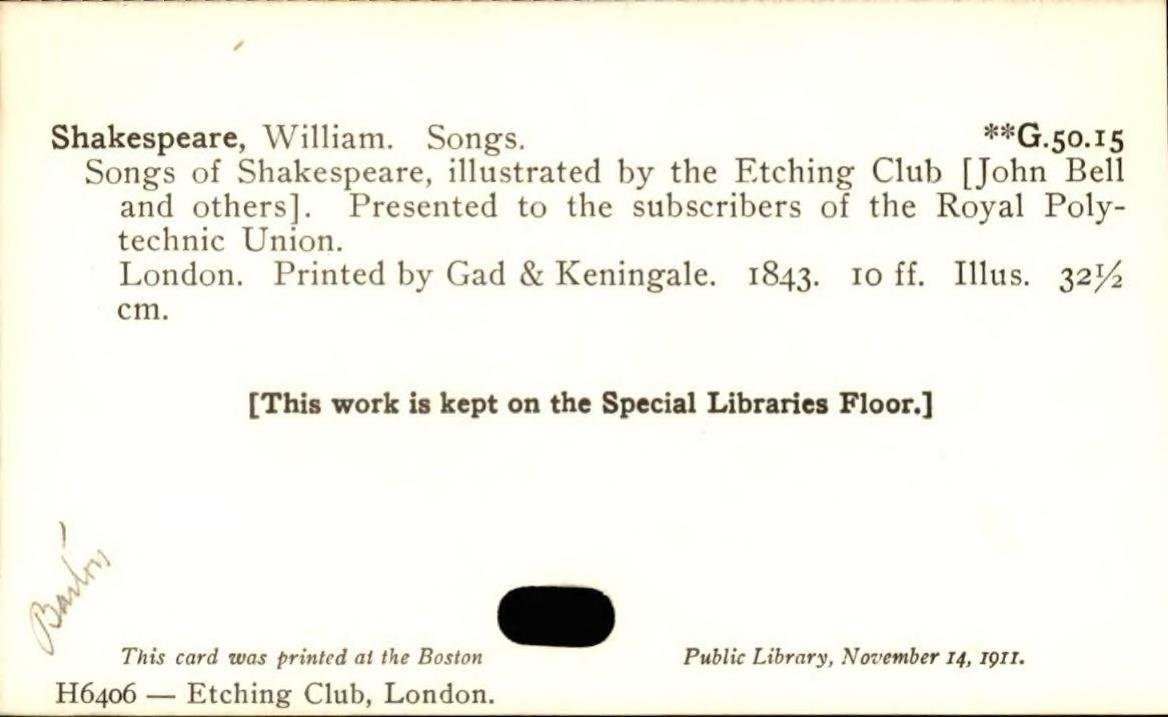 Shakespeare, William. Songs. **G.50.15
Songs of Shakespeare, illustrated by the Etching Club [John Bell
and others]. Presented to the subscribers of the Royal Poly-
technic Union.
London. Printed by Gad & Keningale. 1843. 10 ff. Illus. 32½
cm.
[This work is kept on the Special Libraries Floor.]
Barton
This card was printed at the Boston Public Library, November 14, 1911.
H6406 — Etching Club, London.